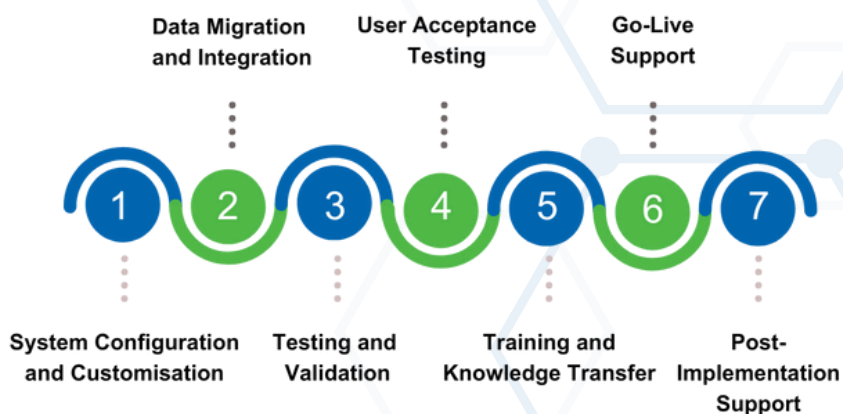 Data Migration
and Integration
User Acceptance
Testing
Go-Live
Support
1
2
3
4
5
6
7
System Configuration
and Customisation
Testing and
Validation
Training and
Knowledge Transfer
Post-
Implementation
Support